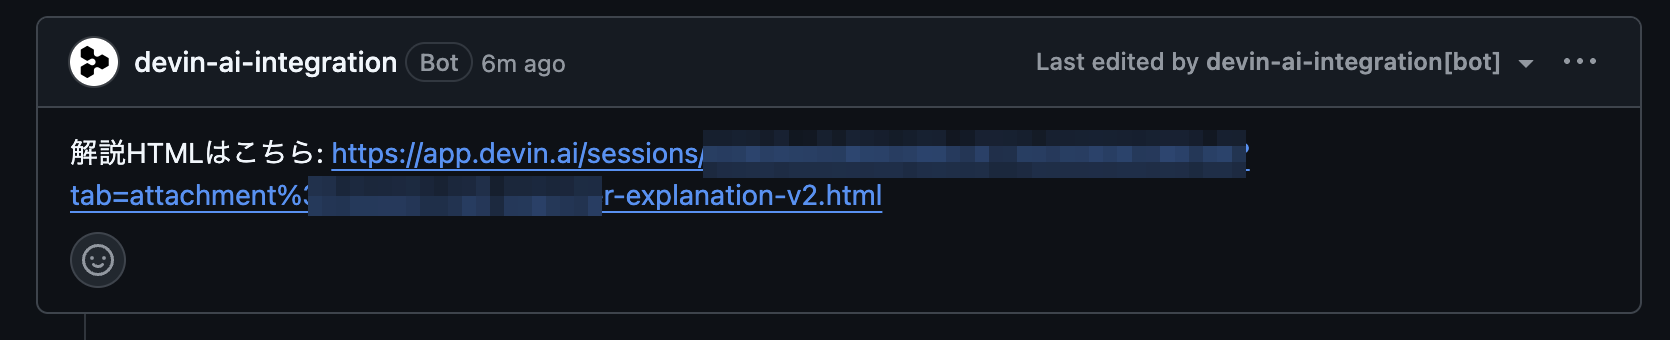 devin-ai-integration Bot 6m ago
Last edited by devin-ai-integration[bot]
解説HTMLはこちら: https://app.devin.ai/sessions/
tab=attachment% r-explanation-v2.html